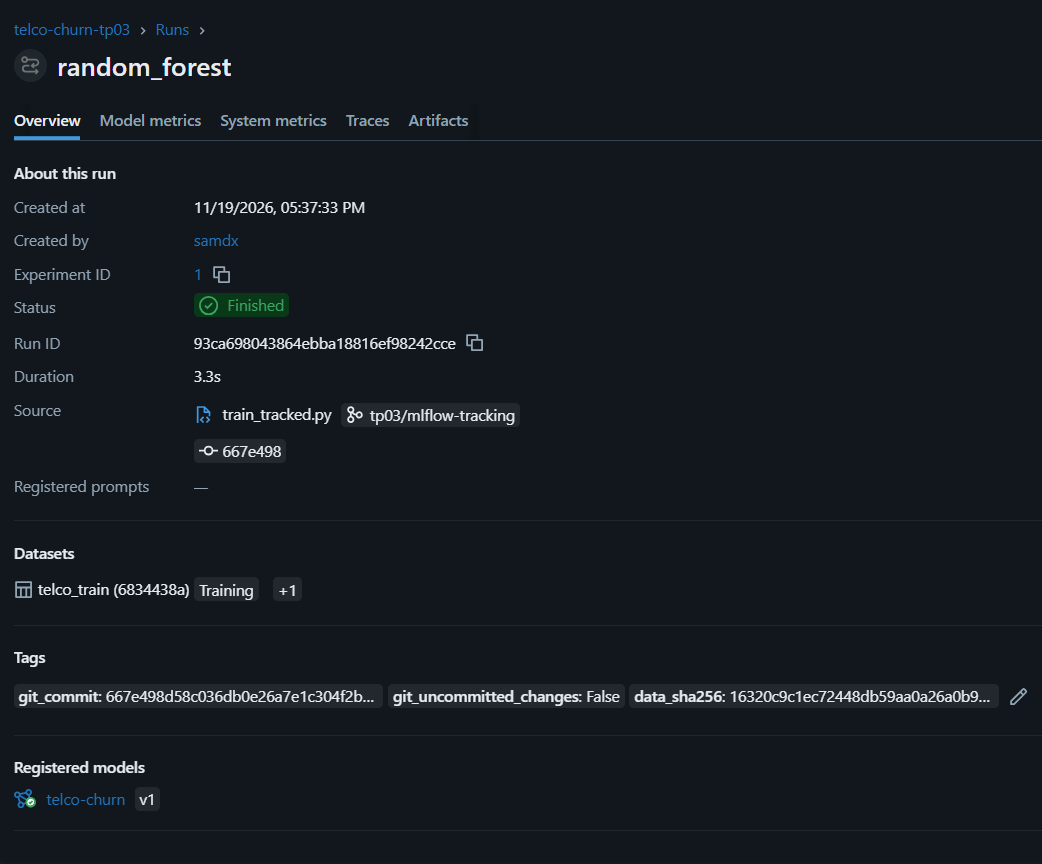 telco-churn-tp03 › Runs ›
random_forest
Overview Model metrics System metrics Traces Artifacts
About this run
Created at 11/19/2026, 05:37:33 PM
Created by samdx
Experiment ID 1
Status Finished
Run ID 93ca698043864ebba18816ef98242cce
Duration 3.3s
Source train_tracked.py tp03/mlflow-tracking
667e498
Registered prompts —
Datasets
telco_train (6834438a) Training +1
Tags
git_commit: 667e498d58c036db0e26a7e1c304f2b... git_uncommitted_changes: False data_sha256: 16320c9c1ec72448db59aa0a26a0b9...
Registered models
telco-churn v1